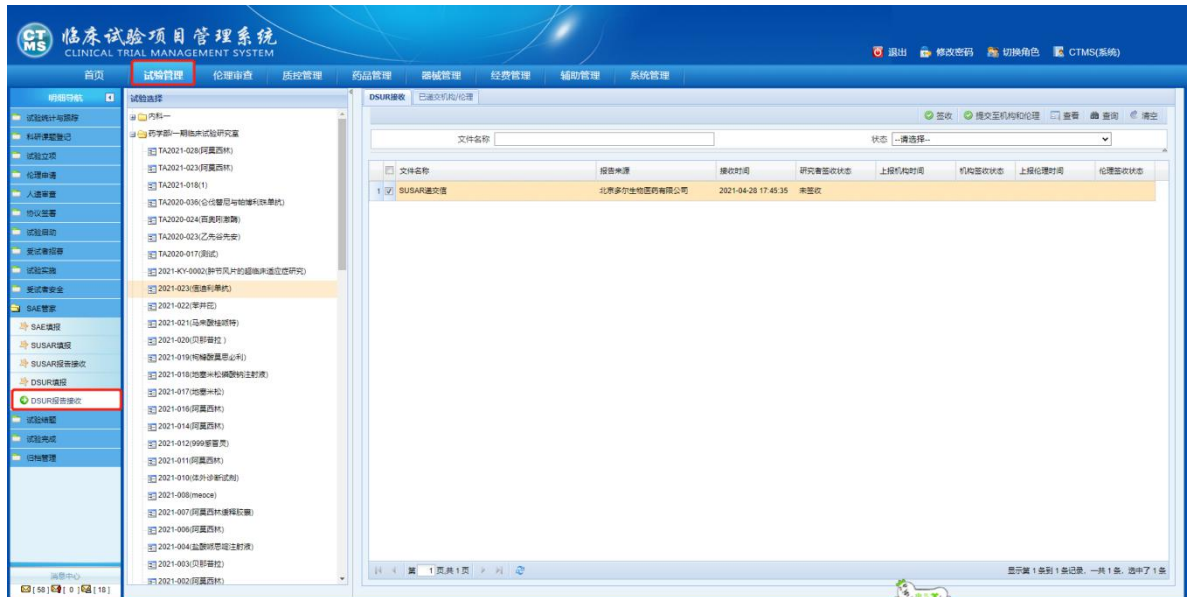 CTMS
临床试验项目管理系统
CLINICAL TRIAL MANAGEMENT SYSTEM
退出 修改密码 切换角色 CTMS(系统)
首页 试验管理 伦理审查 质控管理 药品管理 器械管理 经费管理 辅助管理 系统管理
明细导航
试验统计与跟踪
科研课题登记
试验立项
伦理申请
人遗审查
协议签署
试验启动
受试者招募
试验实施
受试者安全
SAE管家
SAE填报
SUSAR填报
SUSAR报告接收
DSUR填报
DSUR报告接收
试验结题
试验完成
归档管理
消息中心
[ 58 ] [ 0 ] [ 18 ]
试验选择
内科一
药学部/一期临床试验研究室
TA2021-028(阿莫西林)
TA2021-023(阿莫西林)
TA2021-018(1)
TA2020-036(仑伐替尼与帕博利珠单抗)
TA2020-024(百奥阿激酶)
TA2020-023(乙先谷先安)
TA2020-017(测试)
2021-KY-0002(肿节风片的超临床适应症研究)
2021-023(信迪利单抗)
2021-022(苯并芘)
2021-021(马来酸桂哌特)
2021-020(贝那普拉 )
2021-019(枸橼酸莫思必利)
2021-018(地塞米松磷酸钠注射液)
2021-017(地塞米松)
2021-016(阿莫西林)
2021-014(阿莫西林)
2021-012(999感冒灵)
2021-011(阿莫西林)
2021-010(体外诊断试剂)
2021-008(meoce)
2021-007(阿莫西林缓释胶囊)
2021-006(阿莫西林)
2021-004(盐酸哌思啶注射液)
2021-003(贝那普拉)
2021-002(阿莫西林)
DSUR接收 已递交机构/伦理
签收 提交至机构和伦理 查看 查询 清空
文件名称 状态 --请选择--
文件名称 报告来源 接收时间 研究者签收状态 上报机构时间 机构签收状态 上报伦理时间 伦理签收状态
1 SUSAR递交信 北京多尔生物医药有限公司 2021-04-28 17:45:35 未签收
第 1 页,共 1 页
显示第 1 条到 1 条记录，一共 1 条, 选中了 1 条